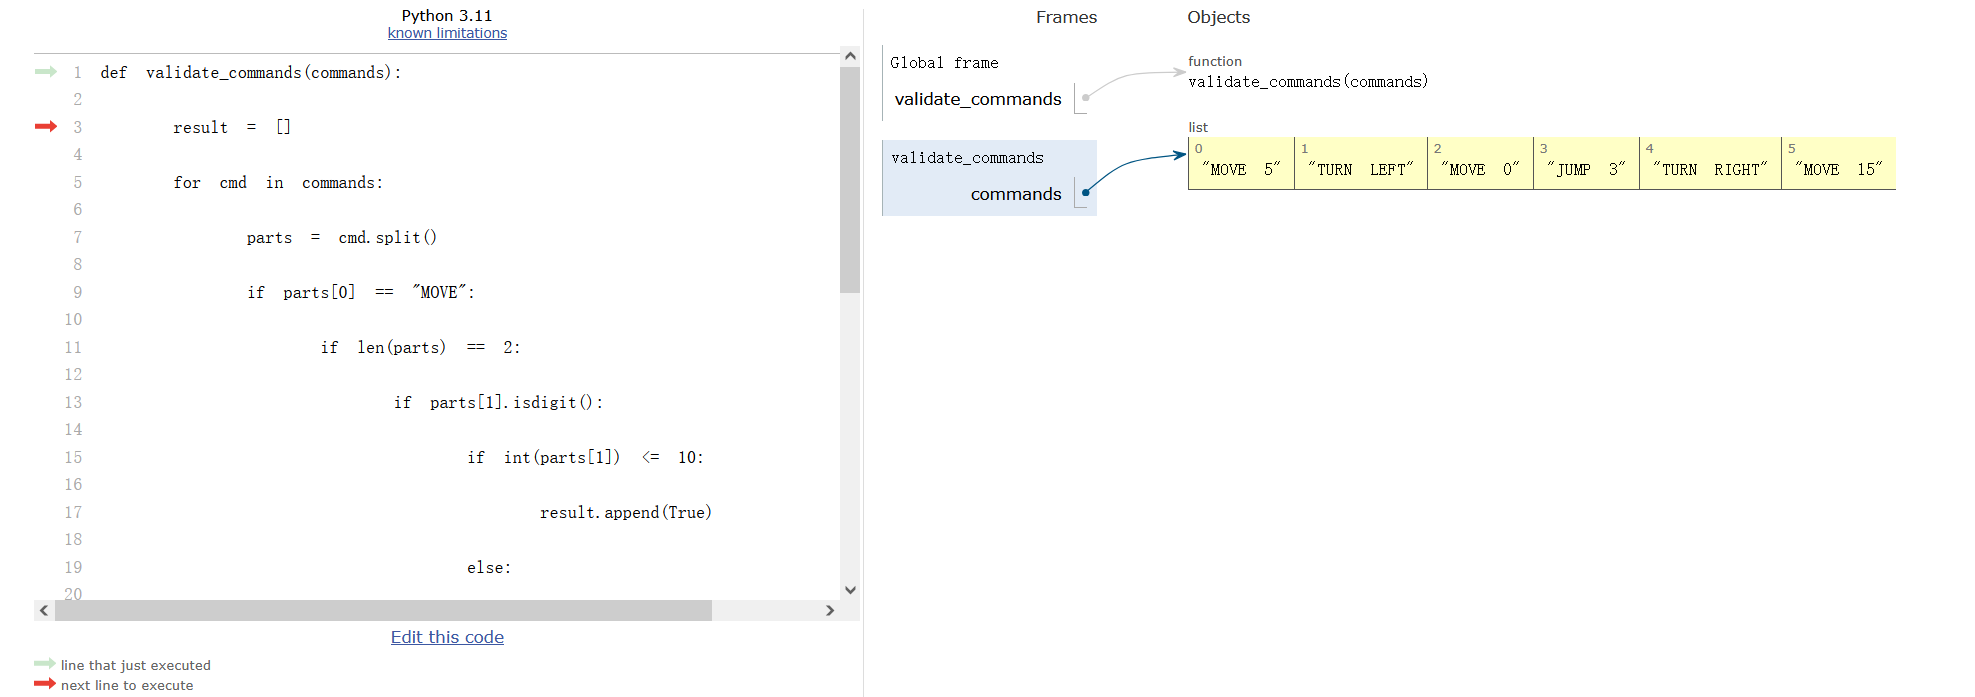 Python 3.11
known limitations
1 def validate_commands(commands):
2
3 result = []
4
5 for cmd in commands:
6
7 parts = cmd.split()
8
9 if parts[0] == "MOVE":
10
11 if len(parts) == 2:
12
13 if parts[1].isdigit():
14
15 if int(parts[1]) <= 10:
16
17 result.append(True)
18
19 else:
20
Edit this code
line that just executed
next line to execute
Frames Objects
Global frame
validate_commands
function
validate_commands(commands)
validate_commands
commands
list
0 1 2 3 4 5
"MOVE 5" "TURN LEFT" "MOVE 0" "JUMP 3" "TURN RIGHT" "MOVE 15"